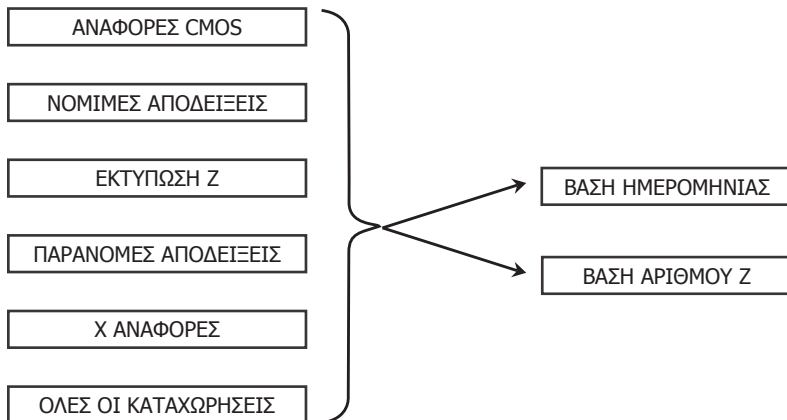 ΑΝΑΦΟΡΕΣ CMOS
ΝΟΜΙΜΕΣ ΑΠΟΔΕΙΞΕΙΣ
ΕΚΤΥΠΩΣΗ Ζ
ΠΑΡΑΝΟΜΕΣ ΑΠΟΔΕΙΞΕΙΣ
Χ ΑΝΑΦΟΡΕΣ
ΟΛΕΣ ΟΙ ΚΑΤΑΧΩΡΗΣΕΙΣ
ΒΑΣΗ ΗΜΕΡΟΜΗΝΙΑΣ
ΒΑΣΗ ΑΡΙΘΜΟΥ Ζ